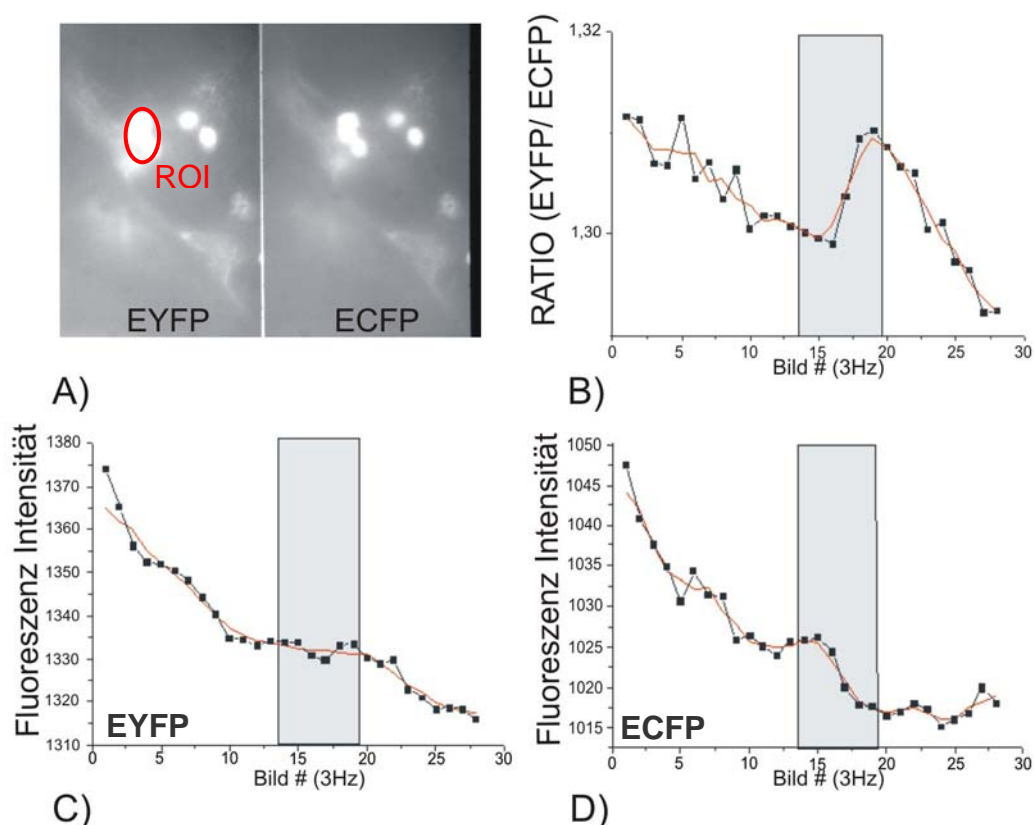 ROI
EYFP
ECFP
A)
RATIO (EYFP/ ECFP)
1,32
1,30
0
5
10
15
20
25
30
Bild # (3Hz)
B)
Fluoreszenz Intensität
1380
1370
1360
1350
1340
1330
1320
1310
EYFP
0
5
10
15
20
25
30
Bild # (3Hz)
C)
Fluoreszenz Intensität
1050
1045
1040
1035
1030
1025
1020
1015
ECFP
0
5
10
15
20
25
30
Bild # (3Hz)
D)